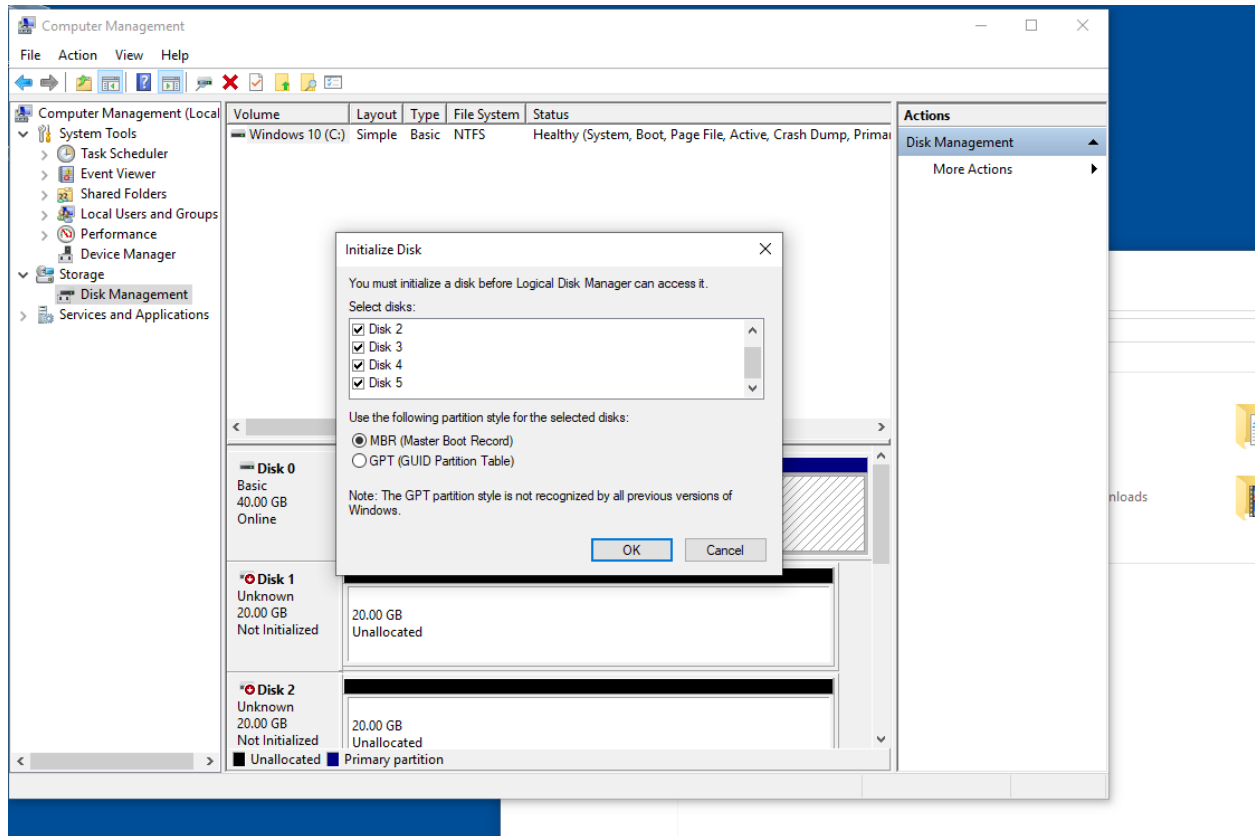 Computer Management
File Action View Help
Computer Management (Local
System Tools
Task Scheduler
Event Viewer
Shared Folders
Local Users and Groups
Performance
Device Manager
Storage
Disk Management
Services and Applications
Volume Layout Type File System Status
Windows 10 (C:) Simple Basic NTFS Healthy (System, Boot, Page File, Active, Crash Dump, Primar
Initialize Disk
You must initialize a disk before Logical Disk Manager can access it.
Select disks:
Disk 2
Disk 3
Disk 4
Disk 5
Use the following partition style for the selected disks:
MBR (Master Boot Record)
GPT (GUID Partition Table)
Note: The GPT partition style is not recognized by all previous versions of
Windows.
OK Cancel
Disk 0
Basic
40.00 GB
Online
Disk 1
Unknown
20.00 GB
Not Initialized
20.00 GB
Unallocated
Disk 2
Unknown
20.00 GB
Not Initialized
20.00 GB
Unallocated
Unallocated Primary partition
Actions
Disk Management
More Actions
nloads